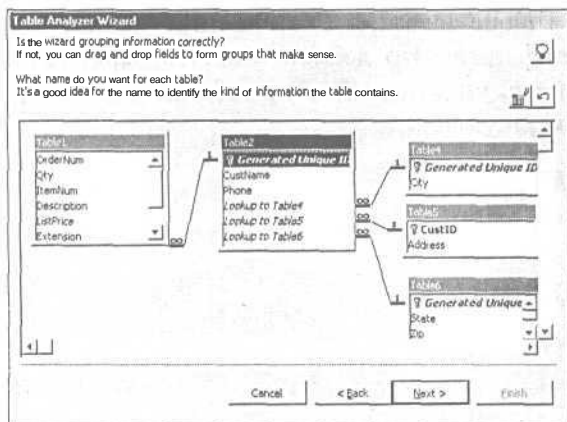 Table Analyzer Wizard
Is the wizard grouping information correctly?
If not, you can drag and drop fields to form groups that make sense.
What name do you want for each table?
It's a good idea for the name to identify the kind of information the table contains.
Table1
OrderNum
Qty
ItemNum
Description
ListPrice
Extension
1
∞
Table2
Generated Unique ID
CustName
Phone
Lookup to Table4
Lookup to Table5
Lookup to Table6
∞
∞
∞
1
1
1
Table4
Generated Unique ID
City
Table5
CustID
Address
Table6
Generated Unique
State
Zip
Cancel
< Back
Next >
Finish